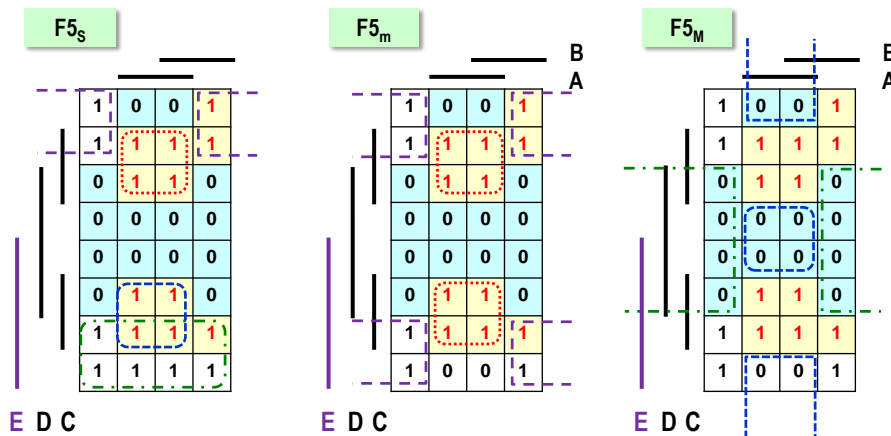 F5S F5m F5M
B B
A A
1 0 0 1 1 0 0 1 1 0 0 1
1 1 1 1 1 1 1 1 1 1 1 1
0 1 1 0 0 1 1 0 0 1 1 0
0 0 0 0 0 0 0 0 0 0 0 0
0 0 0 0 0 0 0 0 0 0 0 0
0 1 1 0 0 1 1 0 0 1 1 0
1 1 1 1 1 1 1 1 1 1 1 1
1 1 1 1 1 0 0 1 1 0 0 1
E D C E D C E D C